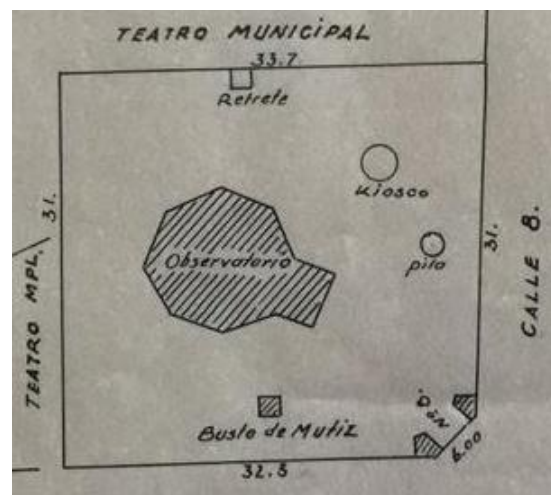 TEATRO MUNICIPAL
33.7
Retrete
Kiosco
31.
TEATRO MPL.
Observatorio
pila
31.
CALLE 8.
Busto de Mutiz
6.00
32.5